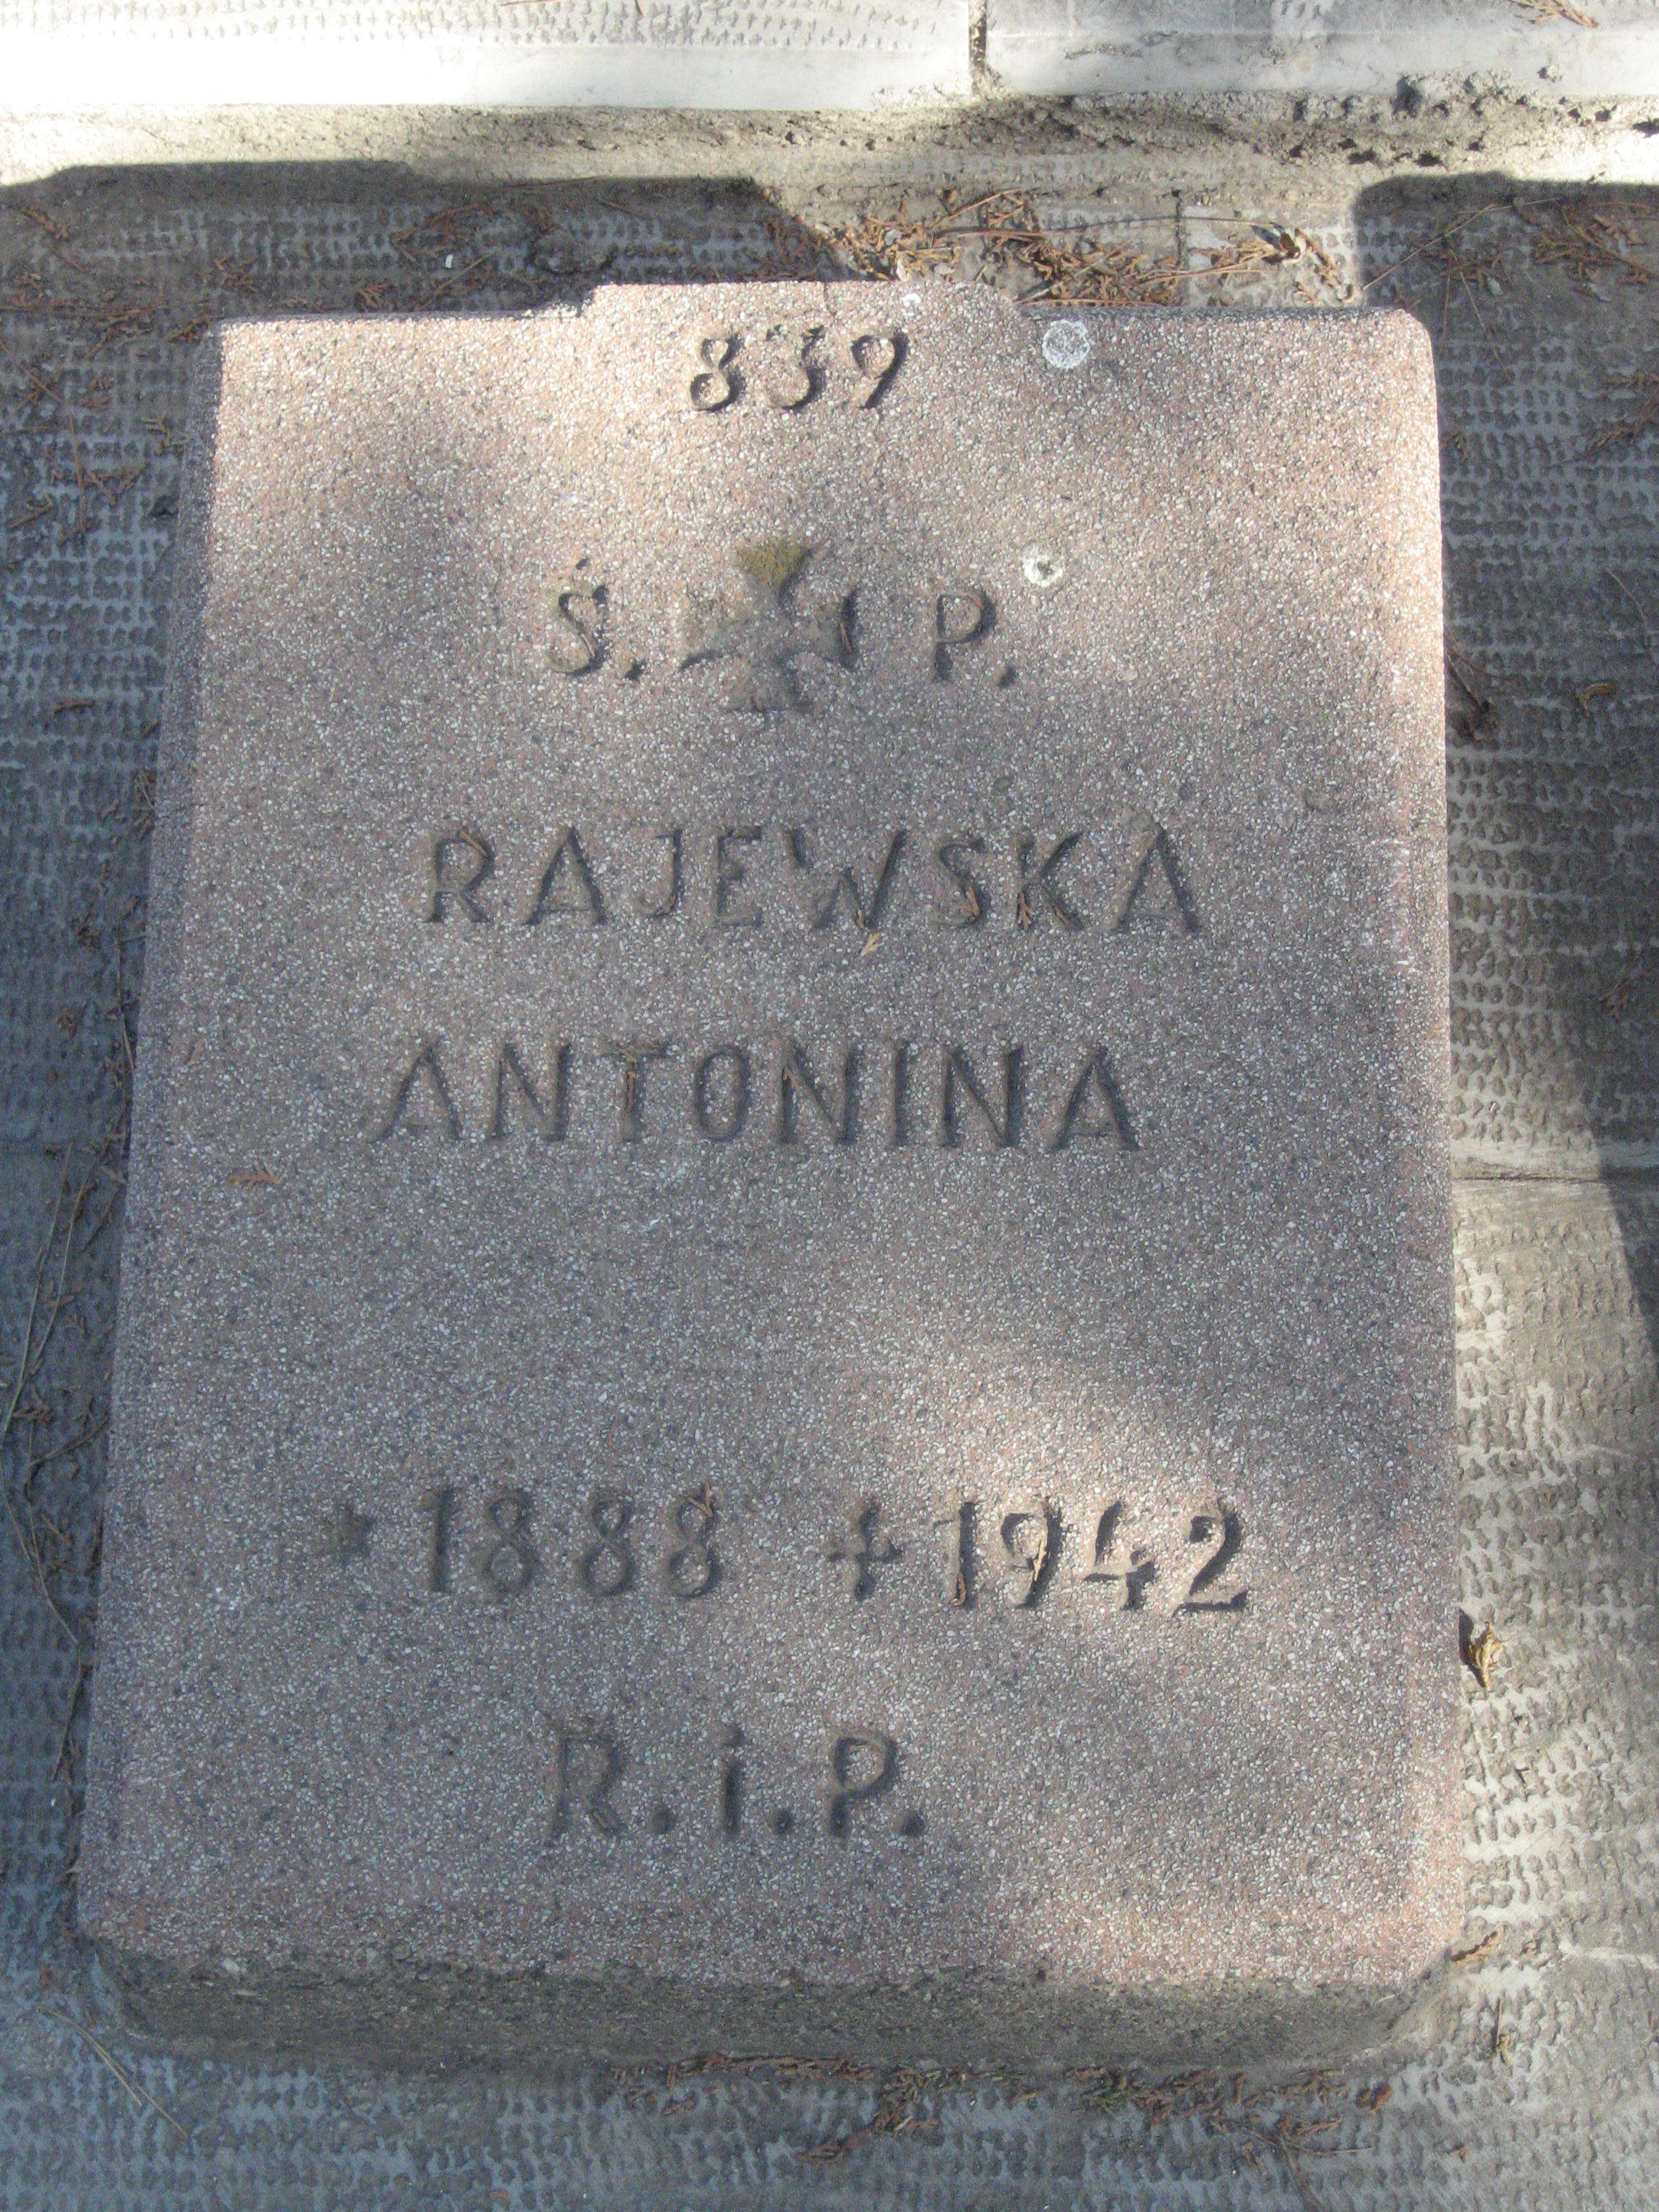 839
Ś. P.
RAJEWSKA
ANTONINA
* 1888 + 1942
R.i.P.